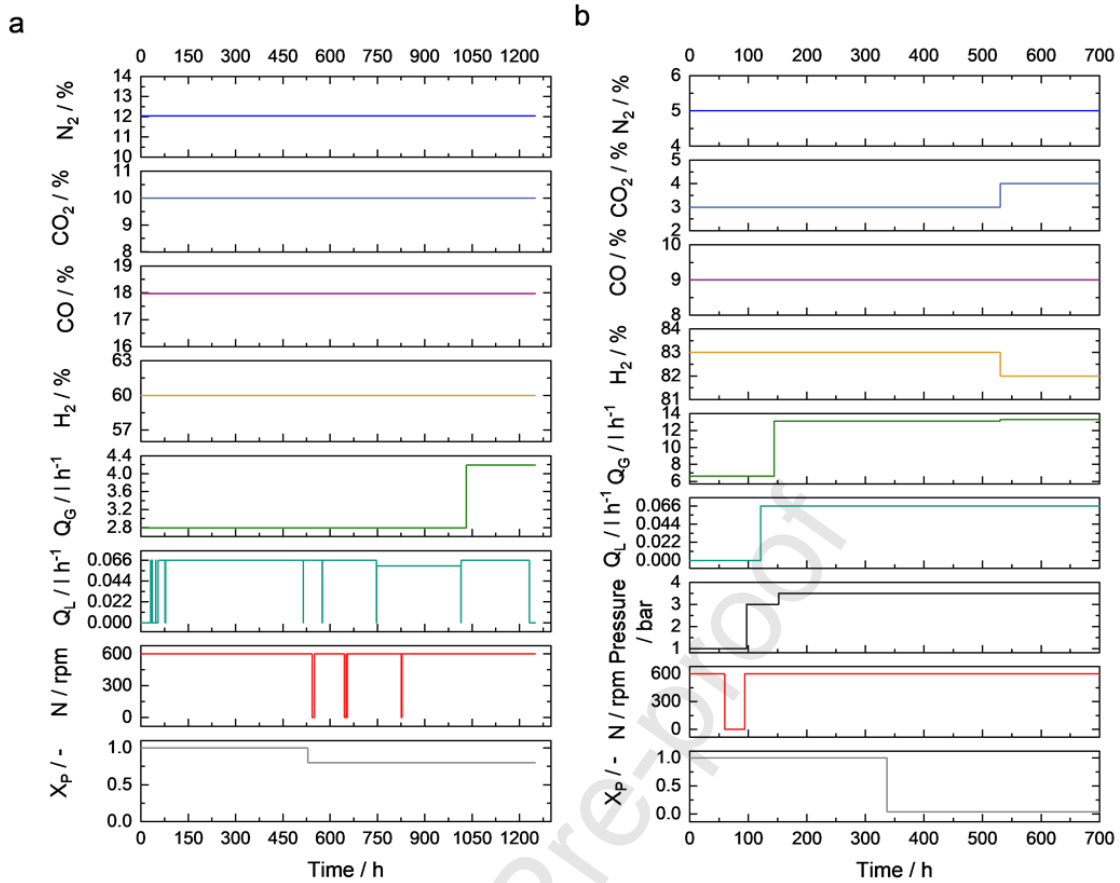 a
0 150 300 450 600 750 900 1050 1200
14
13
12
11
10
N₂ / %
11
10
9
8
CO₂ / %
19
18
17
16
CO / %
63
60
57
H₂ / %
4.4
4.0
3.6
3.2
2.8
Q_G / l h⁻¹
0.066
0.044
0.022
0.000
Q_L / l h⁻¹
600
300
0
N / rpm
1.0
0.5
0.0
X_P / -
0 150 300 450 600 750 900 1050 1200
Time / h
b
0 100 200 300 400 500 600 700
6
5
4
N₂ / %
5
4
3
2
CO₂ / %
10
9
8
CO / %
84
83
82
81
H₂ / %
14
12
10
8
6
Q_G / l h⁻¹
0.066
0.044
0.022
0.000
Q_L / l h⁻¹
4
3
2
1
Pressure
/ bar
600
300
0
N / rpm
1.0
0.5
0.0
X_P / -
0 100 200 300 400 500 600 700
Time / h
Pre-proof